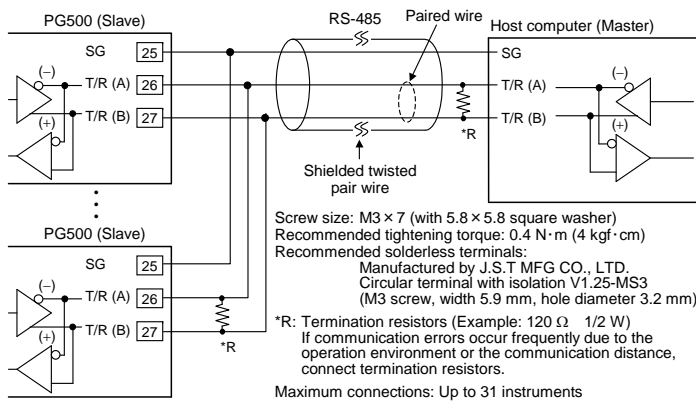 PG500 (Slave)
SG 25
(−)
T/R (A) 26
T/R (B) 27
(+)
RS-485
Paired wire
Shielded twisted
pair wire
*R
Host computer (Master)
SG
T/R (A)
(−)
T/R (B)
(+)
PG500 (Slave)
SG 25
(−)
T/R (A) 26
T/R (B) 27
(+)
*R
Screw size: M3 × 7 (with 5.8 × 5.8 square washer)
Recommended tightening torque: 0.4 N·m (4 kgf·cm)
Recommended solderless terminals:
Manufactured by J.S.T MFG CO., LTD.
Circular terminal with isolation V1.25-MS3
(M3 screw, width 5.9 mm, hole diameter 3.2 mm)
*R: Termination resistors (Example: 120 Ω 1/2 W)
If communication errors occur frequently due to the
operation environment or the communication distance,
connect termination resistors.
Maximum connections: Up to 31 instruments